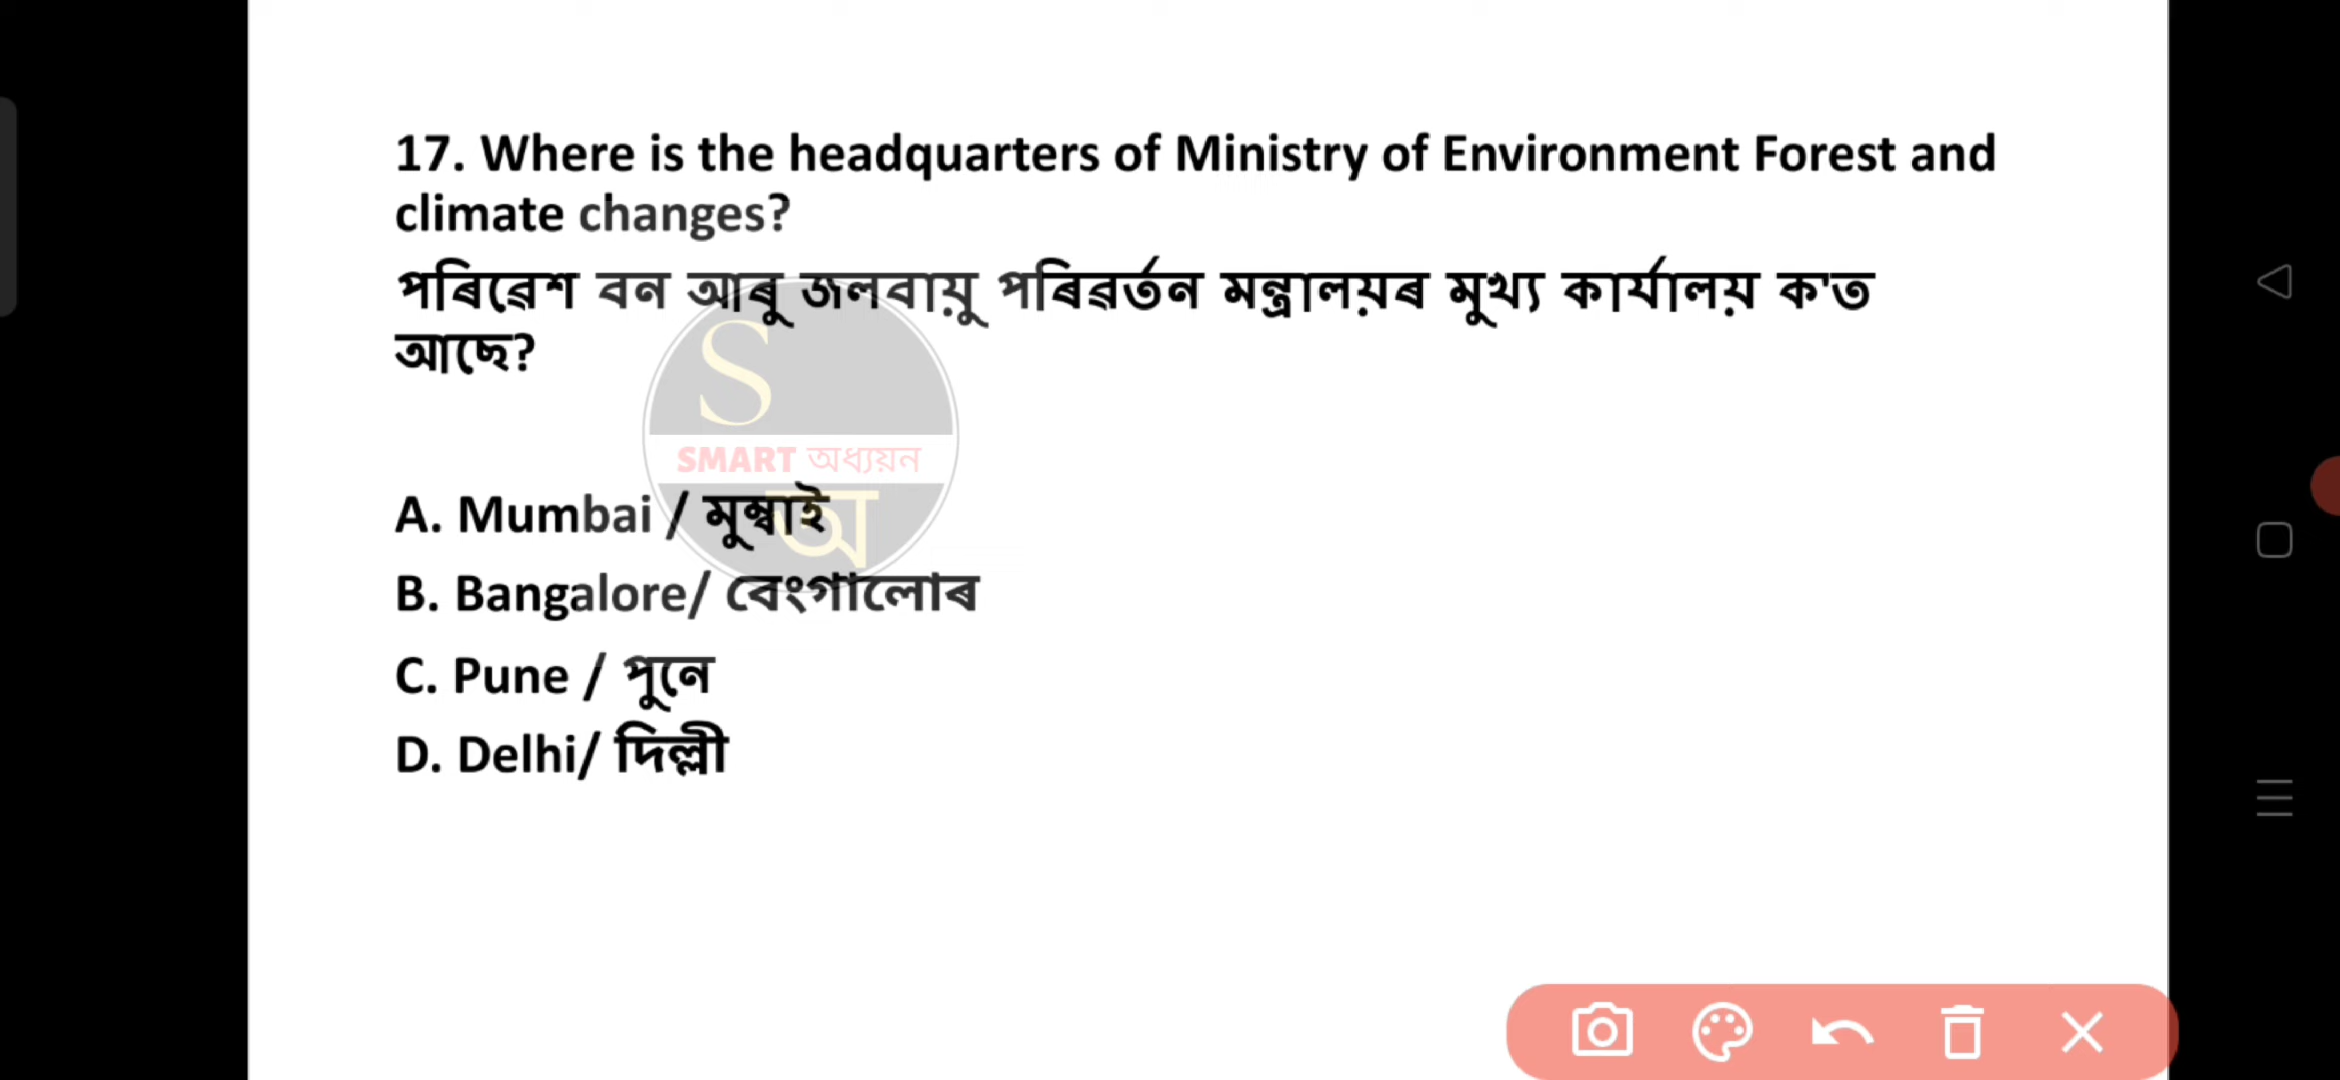 17. Where is the headquarters of Ministry of Environment Forest and
climate changes?
পৰিৱেশ বন আৰু জলবায়ু পৰিৱৰ্তন মন্ত্ৰালয়ৰ মুখ্য কাৰ্যালয় ক'ত
আছে?
S
SMART অধ্যয়ন
অ
A. Mumbai / মুম্বাই
B. Bangalore/ বেংগালোৰ
C. Pune / পুনে
D. Delhi/ দিল্লী